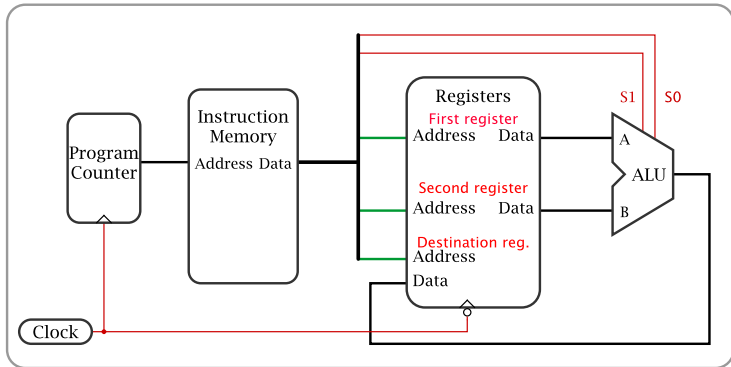 S1 S0
Instruction
Memory
Address Data
Program
Counter
Registers
First register
Address Data
Second register
Address Data
Destination reg.
Address
Data
A
ALU
B
Clock